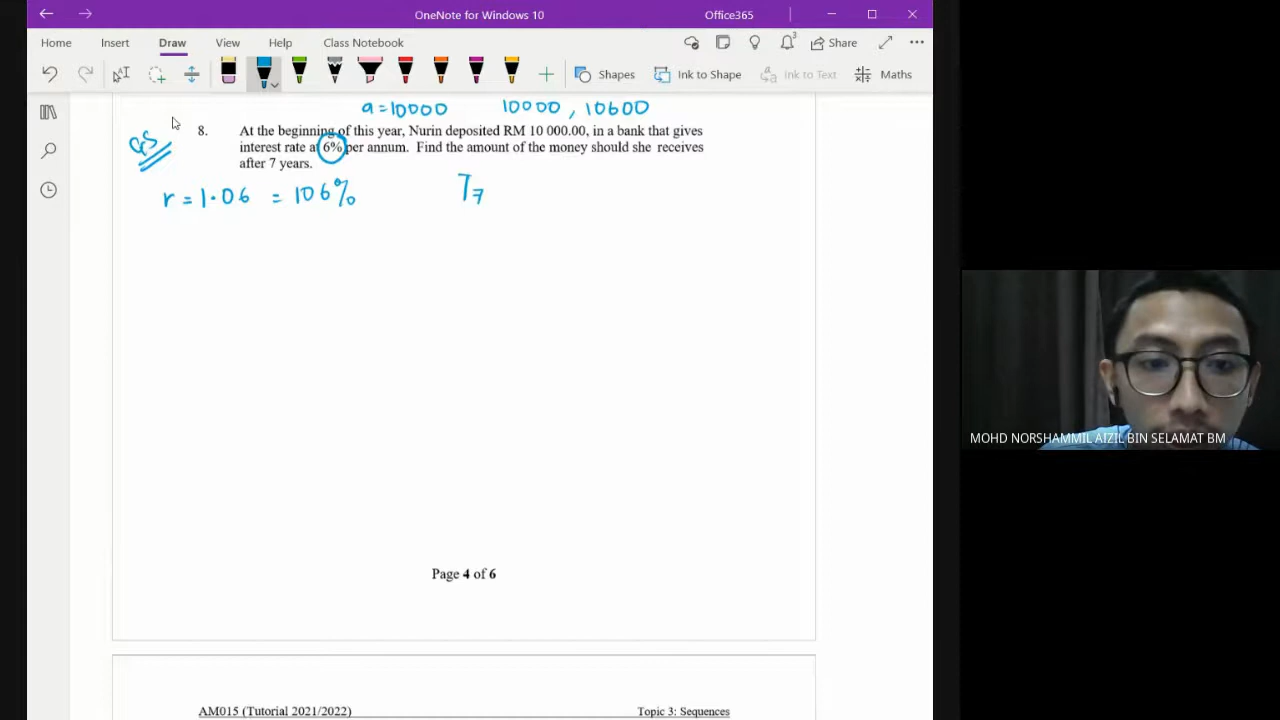 OneNote for Windows 10
Office365
Home Insert Draw View Help Class Notebook
Share
Shapes Ink to Shape Ink to Text Maths
a = 10000 10000 , 10600
GS
8. At the beginning of this year, Nurin deposited RM 10 000.00, in a bank that gives
interest rate at 6% per annum. Find the amount of the money should she receives
after 7 years.
r = 1.06 = 106% T7
Page 4 of 6
AM015 (Tutorial 2021/2022) Topic 3: Sequences
MOHD NORSHAMMIL AIZIL BIN SELAMAT BM